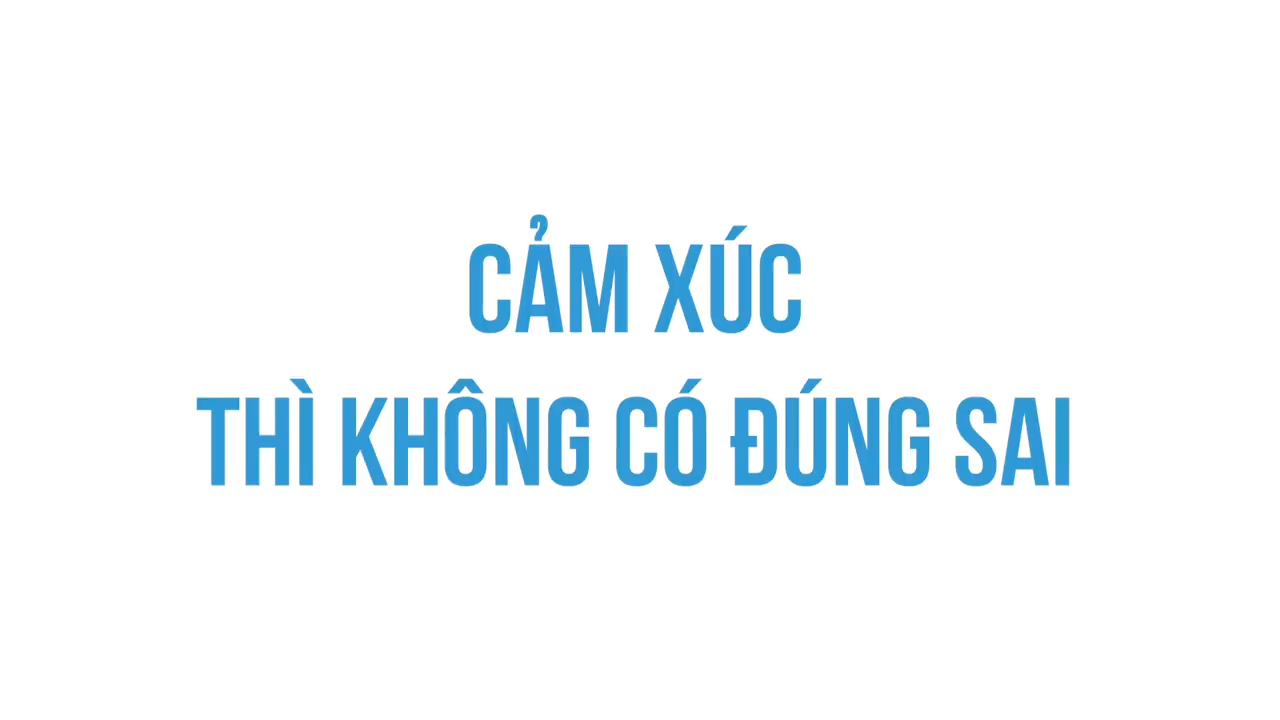 CẢM XÚC
THÌ KHÔNG CÓ ĐÚNG SAI